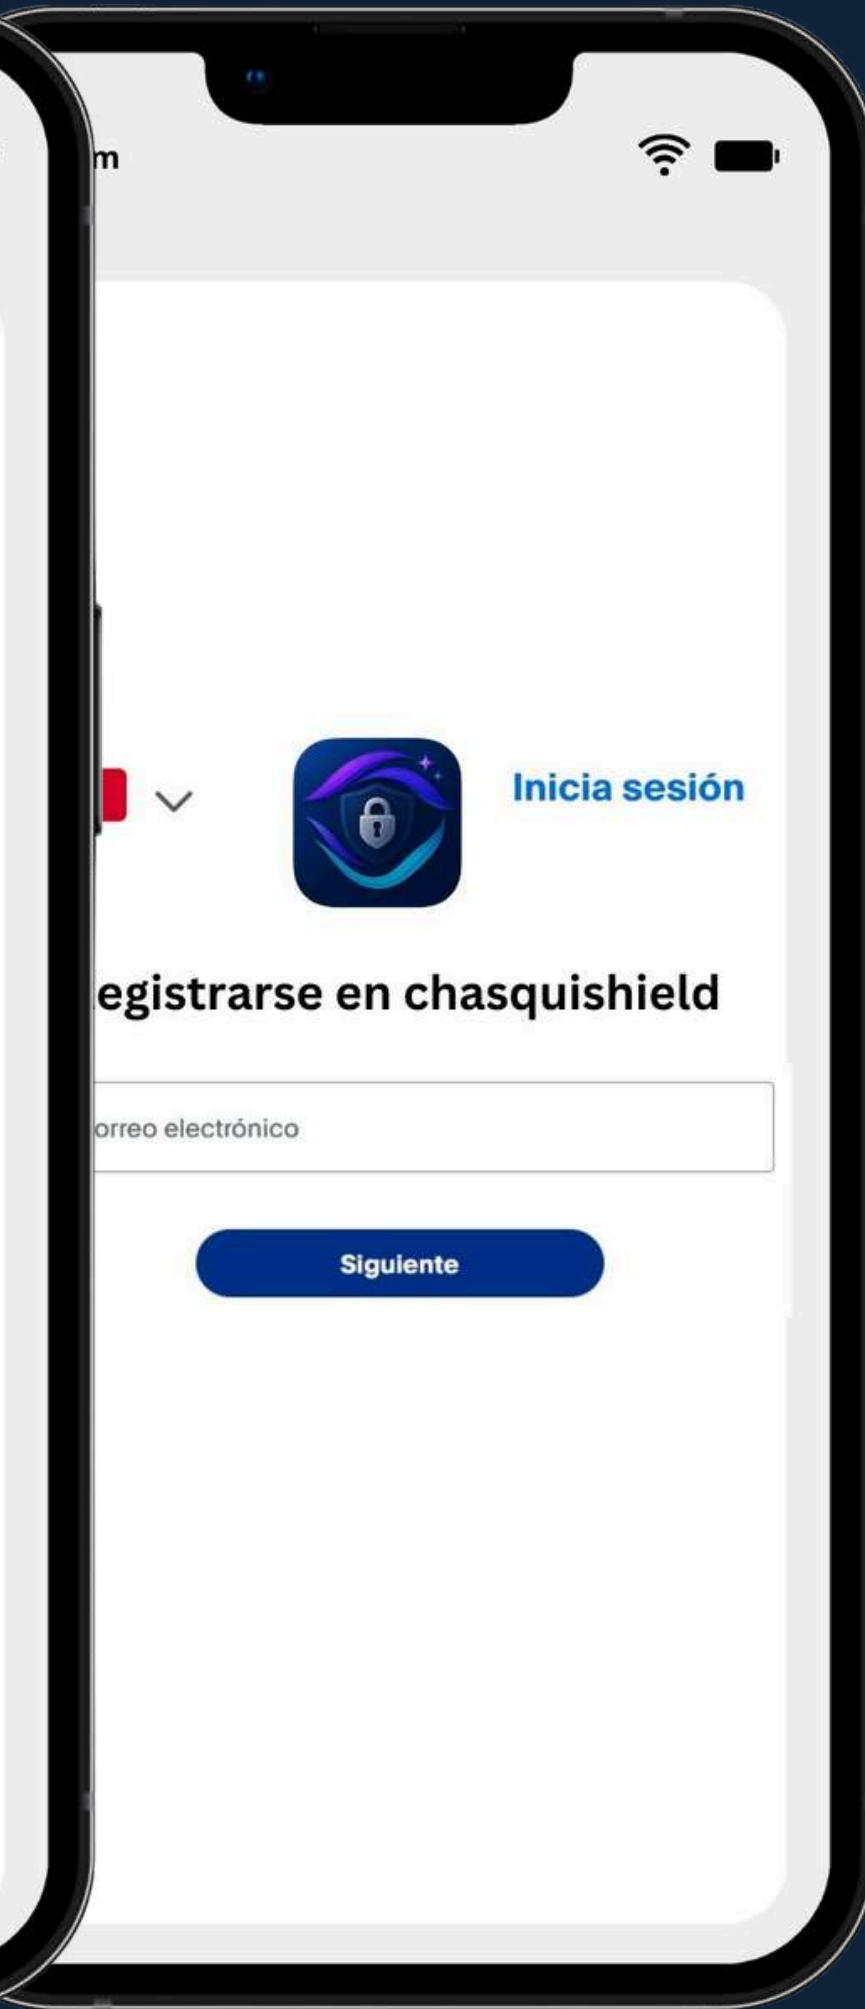 m
Inicia sesión
egistrarse en chasquishield
orreo electrónico
Siguiente